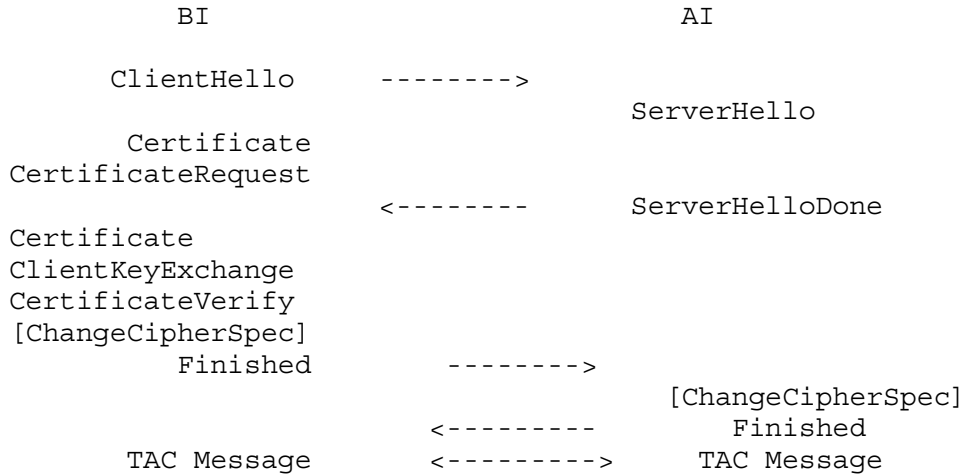 BI AI
ClientHello -------->
ServerHello
Certificate
CertificateRequest
<-------- ServerHelloDone
Certificate
ClientKeyExchange
CertificateVerify
[ChangeCipherSpec]
Finished -------->
[ChangeCipherSpec]
<--------- Finished
TAC Message <---------> TAC Message